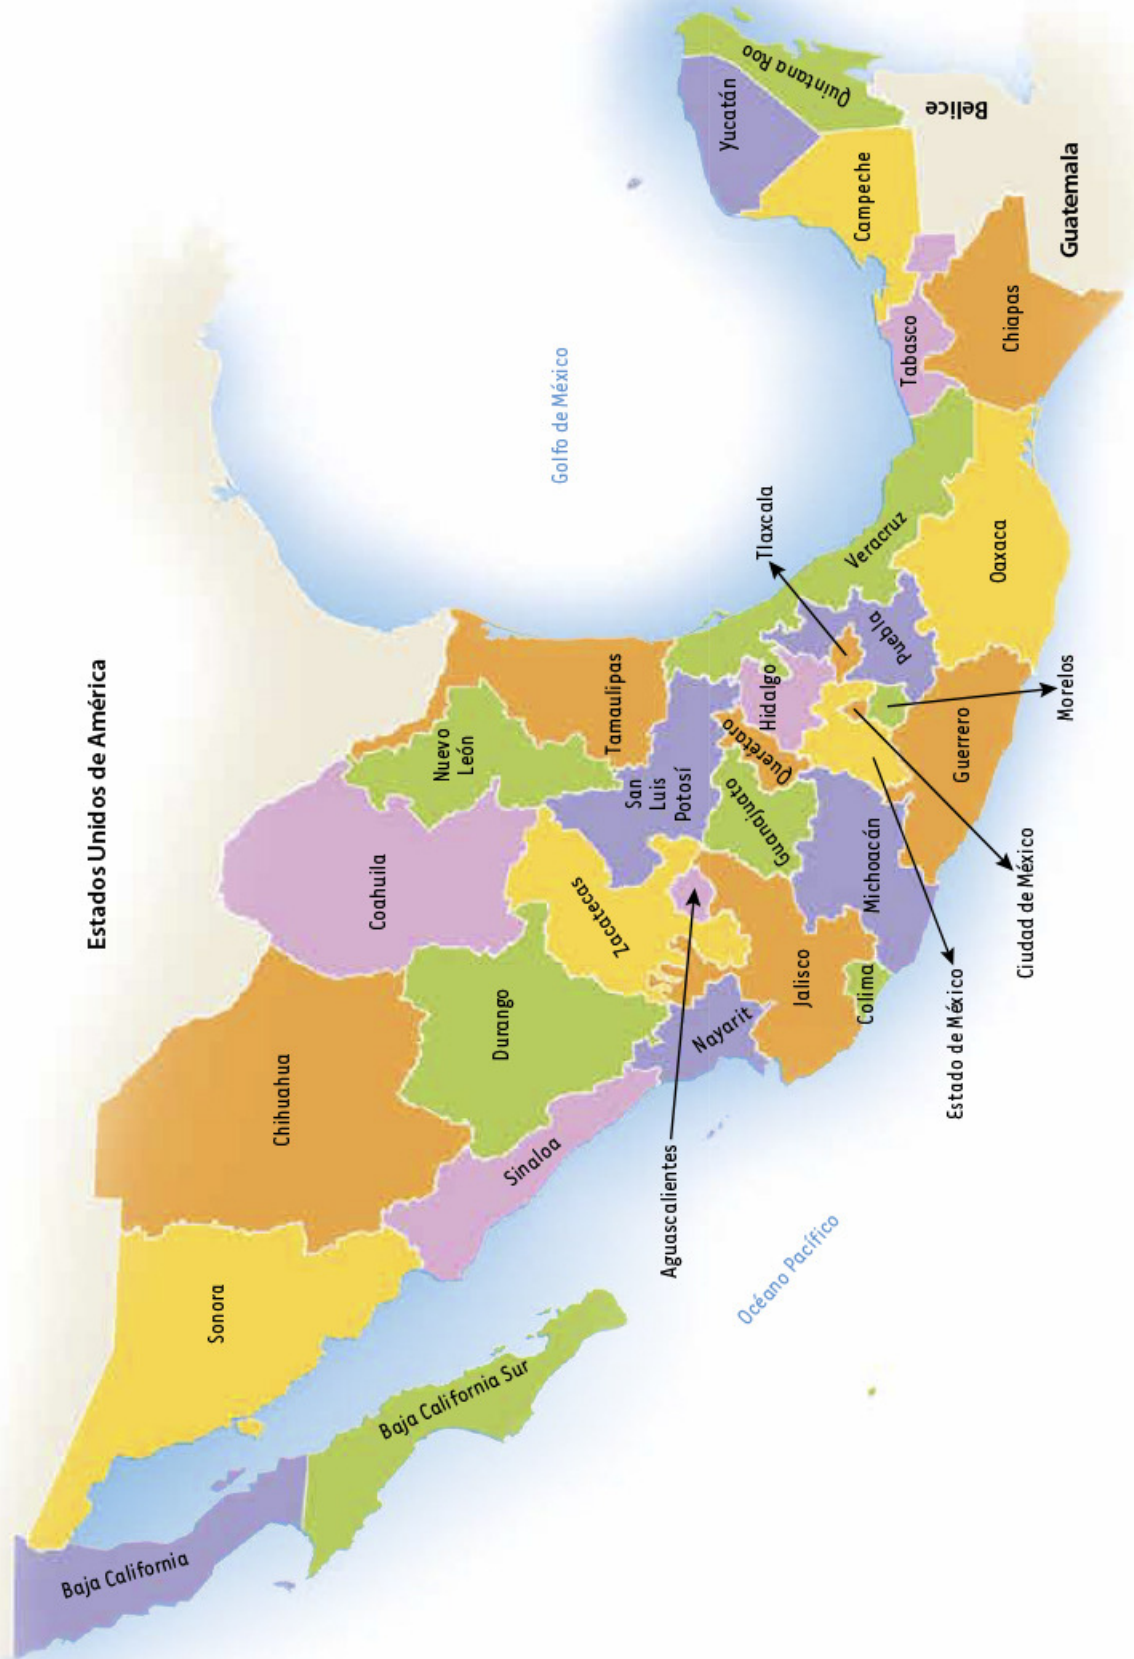 Estados Unidos de América
Baja California
Baja California Sur
Sonora
Chihuahua
Coahuila
Nuevo
León
Tamaulipas
Sinaloa
Durango
Zacatecas
San
Luis
Potosí
Nayarit
Aguascalientes
Jalisco
Guanajuato
Querétaro
Hidalgo
Colima
Michoacán
Estado de México
Ciudad de México
Morelos
Tlaxcala
Puebla
Veracruz
Guerrero
Oaxaca
Tabasco
Chiapas
Campeche
Yucatán
Quintana Roo
Belice
Guatemala
Golfo de México
Océano Pacífico